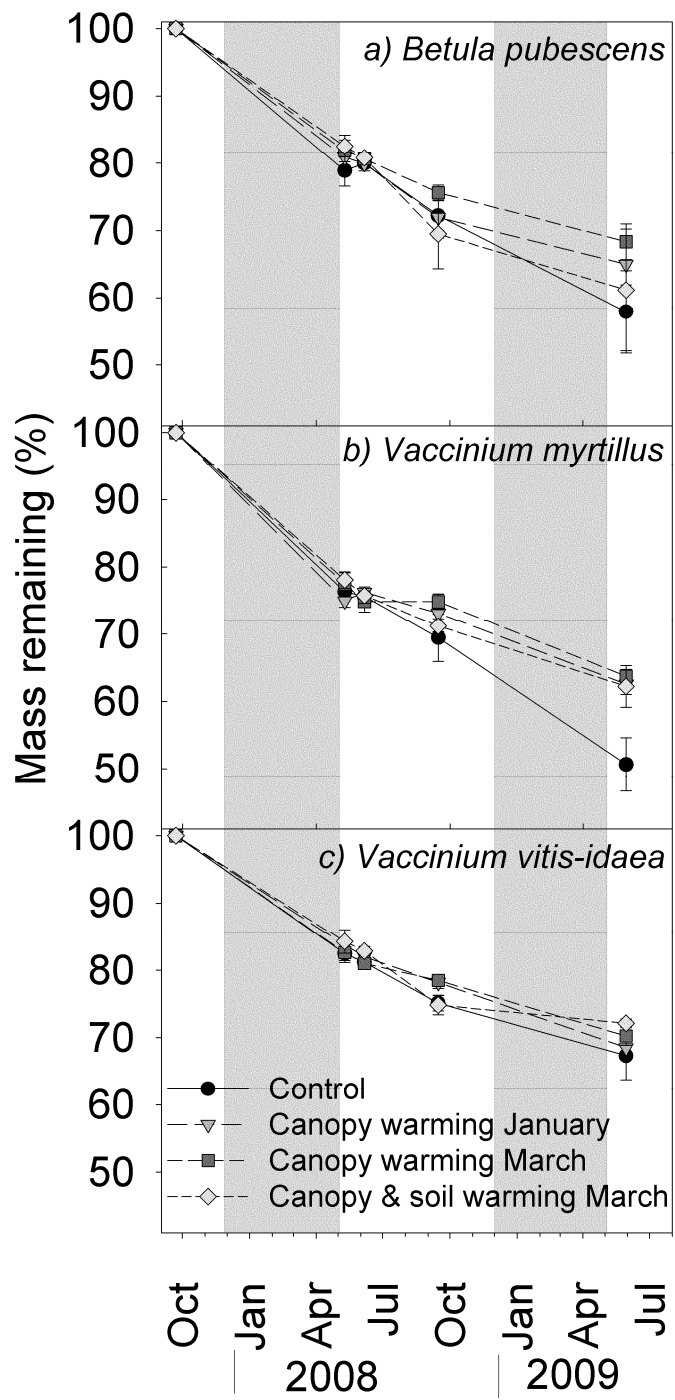 100
a) Betula pubescens
90
80
70
60
50
100
b) Vaccinium myrtillus
90
80
70
60
50
Mass remaining (%)
100
c) Vaccinium vitis-idaea
90
80
70
60
50
Control
Canopy warming January
Canopy warming March
Canopy & soil warming March
Oct Jan Apr Jul Oct Jan Apr Jul
2008 2009